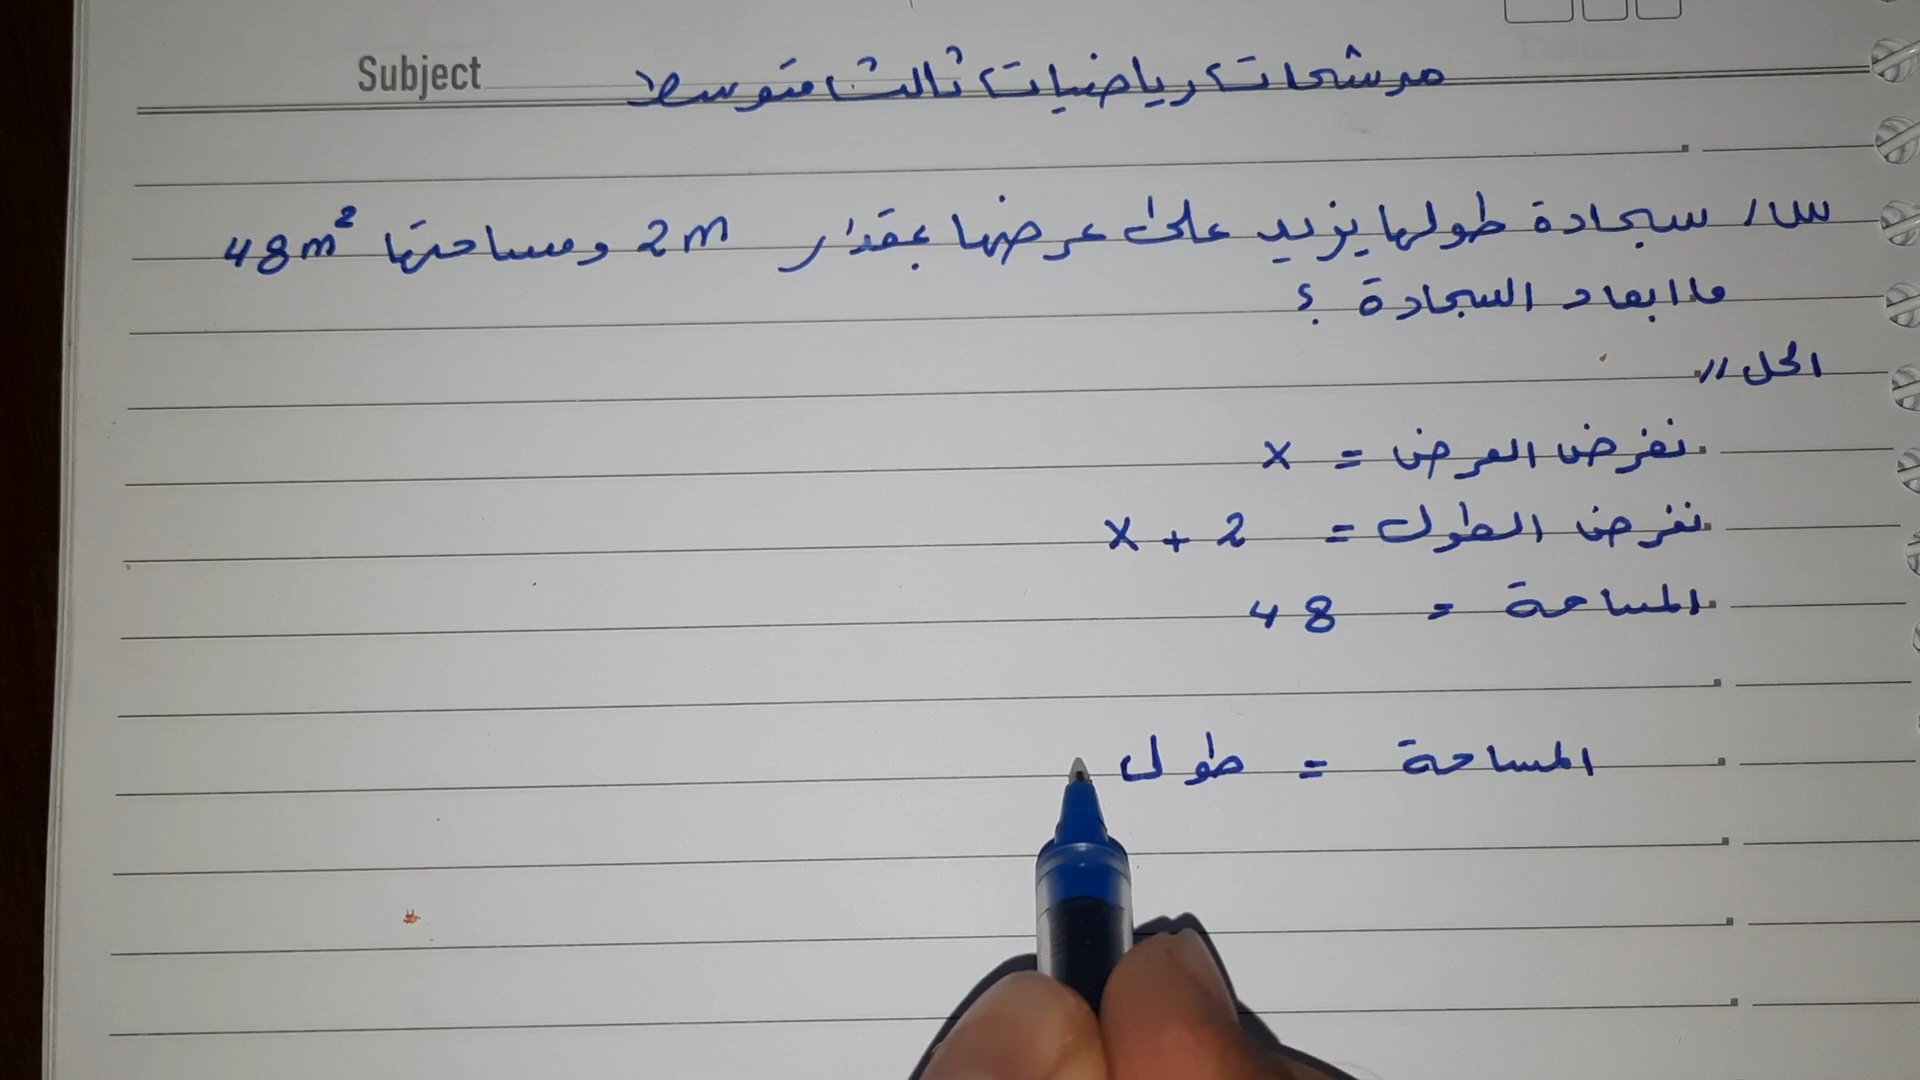 Subject مرشحات رياضيات ثالث متوسط
س١/ سجادة طولها يزيد على عرضها بمقدار 2m ومساحتها 48m²
ما ابعاد السجادة ؟
الحل //
نفرض العرض = x
نفرض الطول = x + 2
المساحة = 48
المساحة = طول